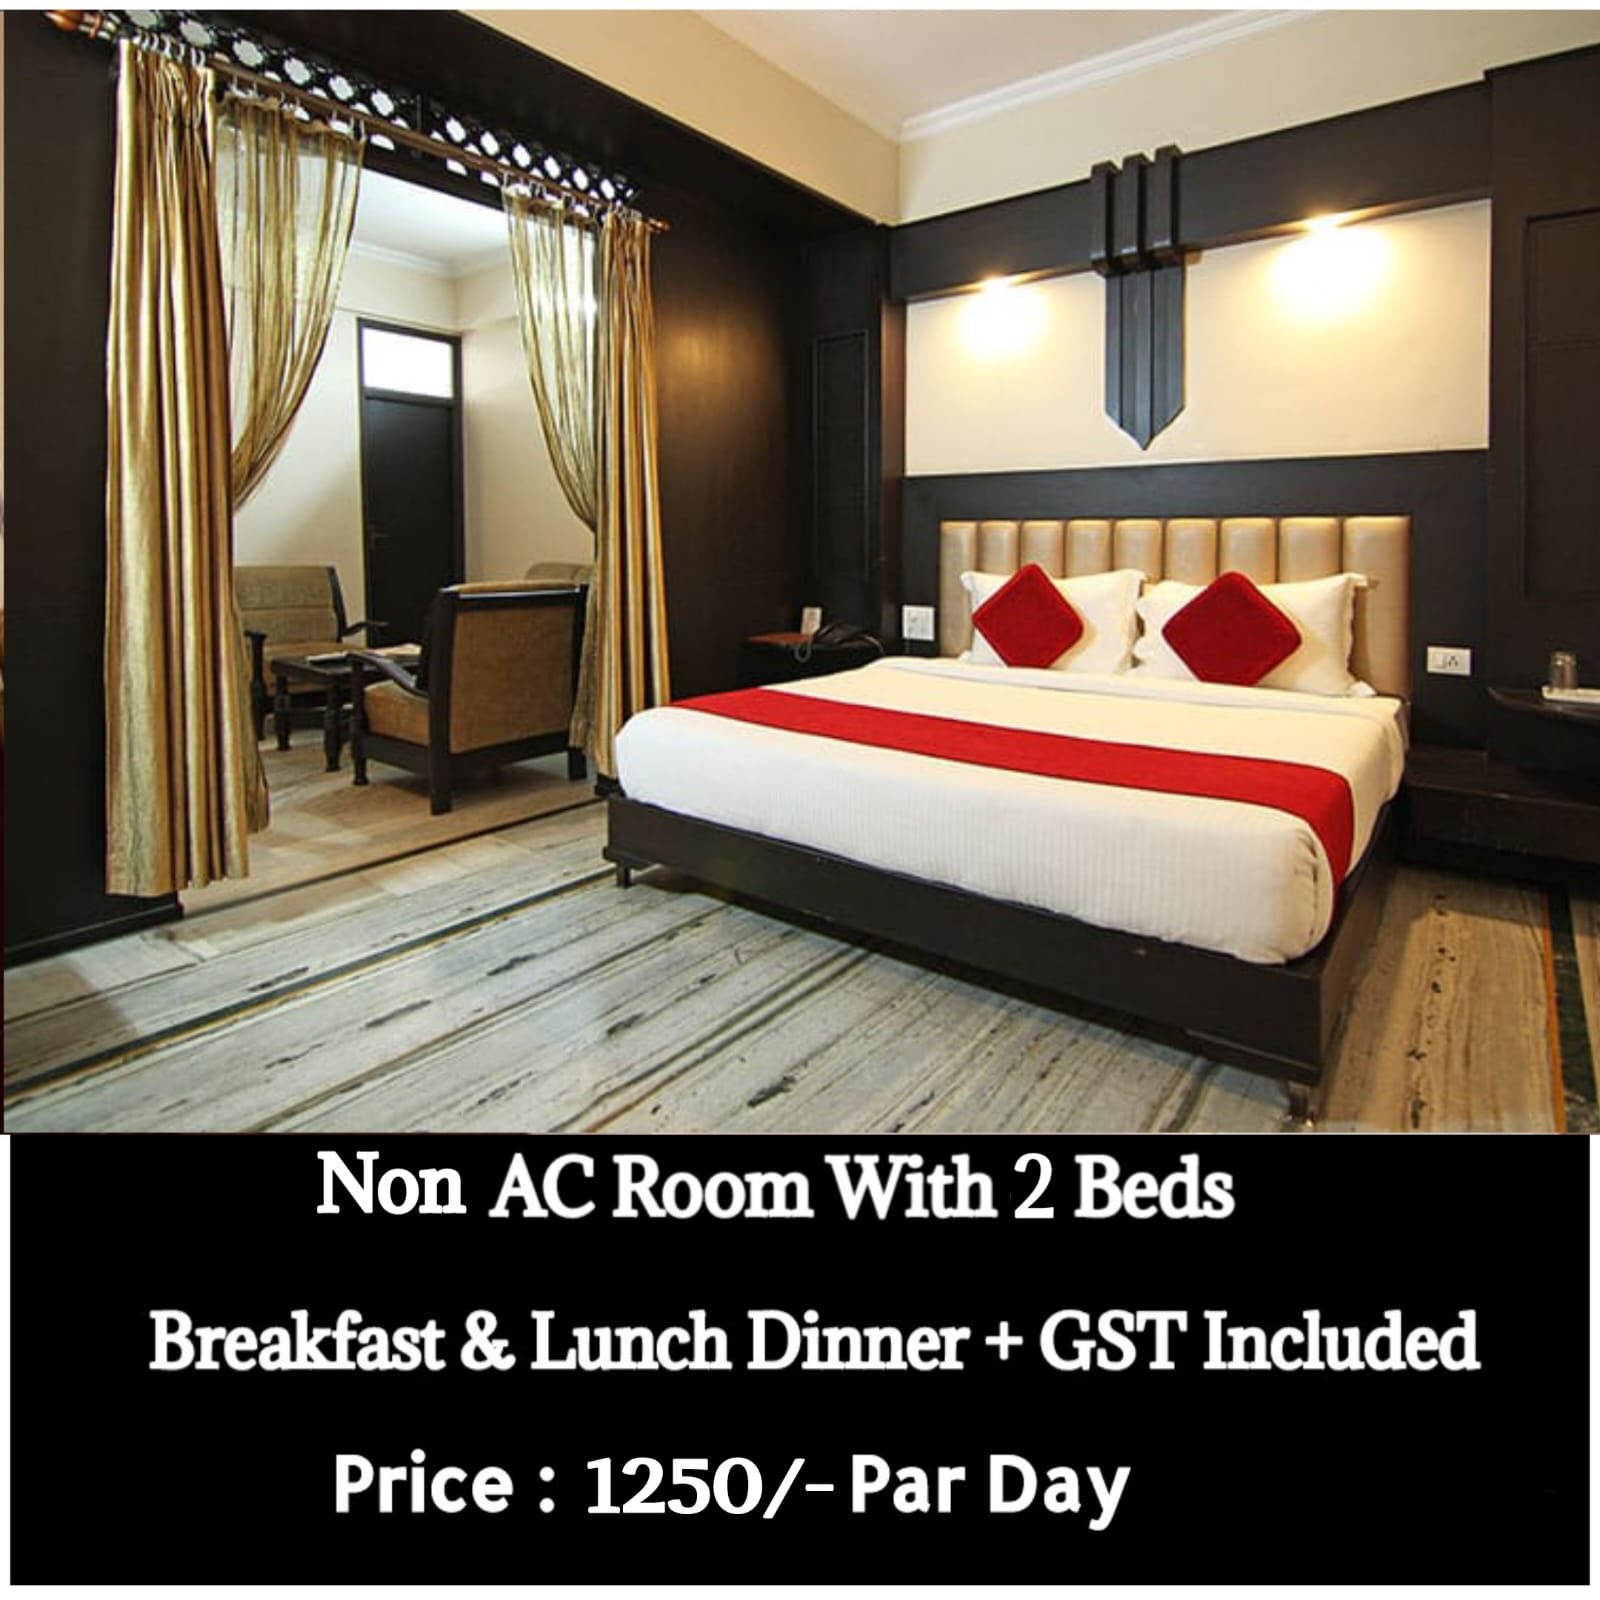 Non AC Room With 2 Beds
Breakfast & Lunch Dinner + GST Included
Price : 1250/- Par Day